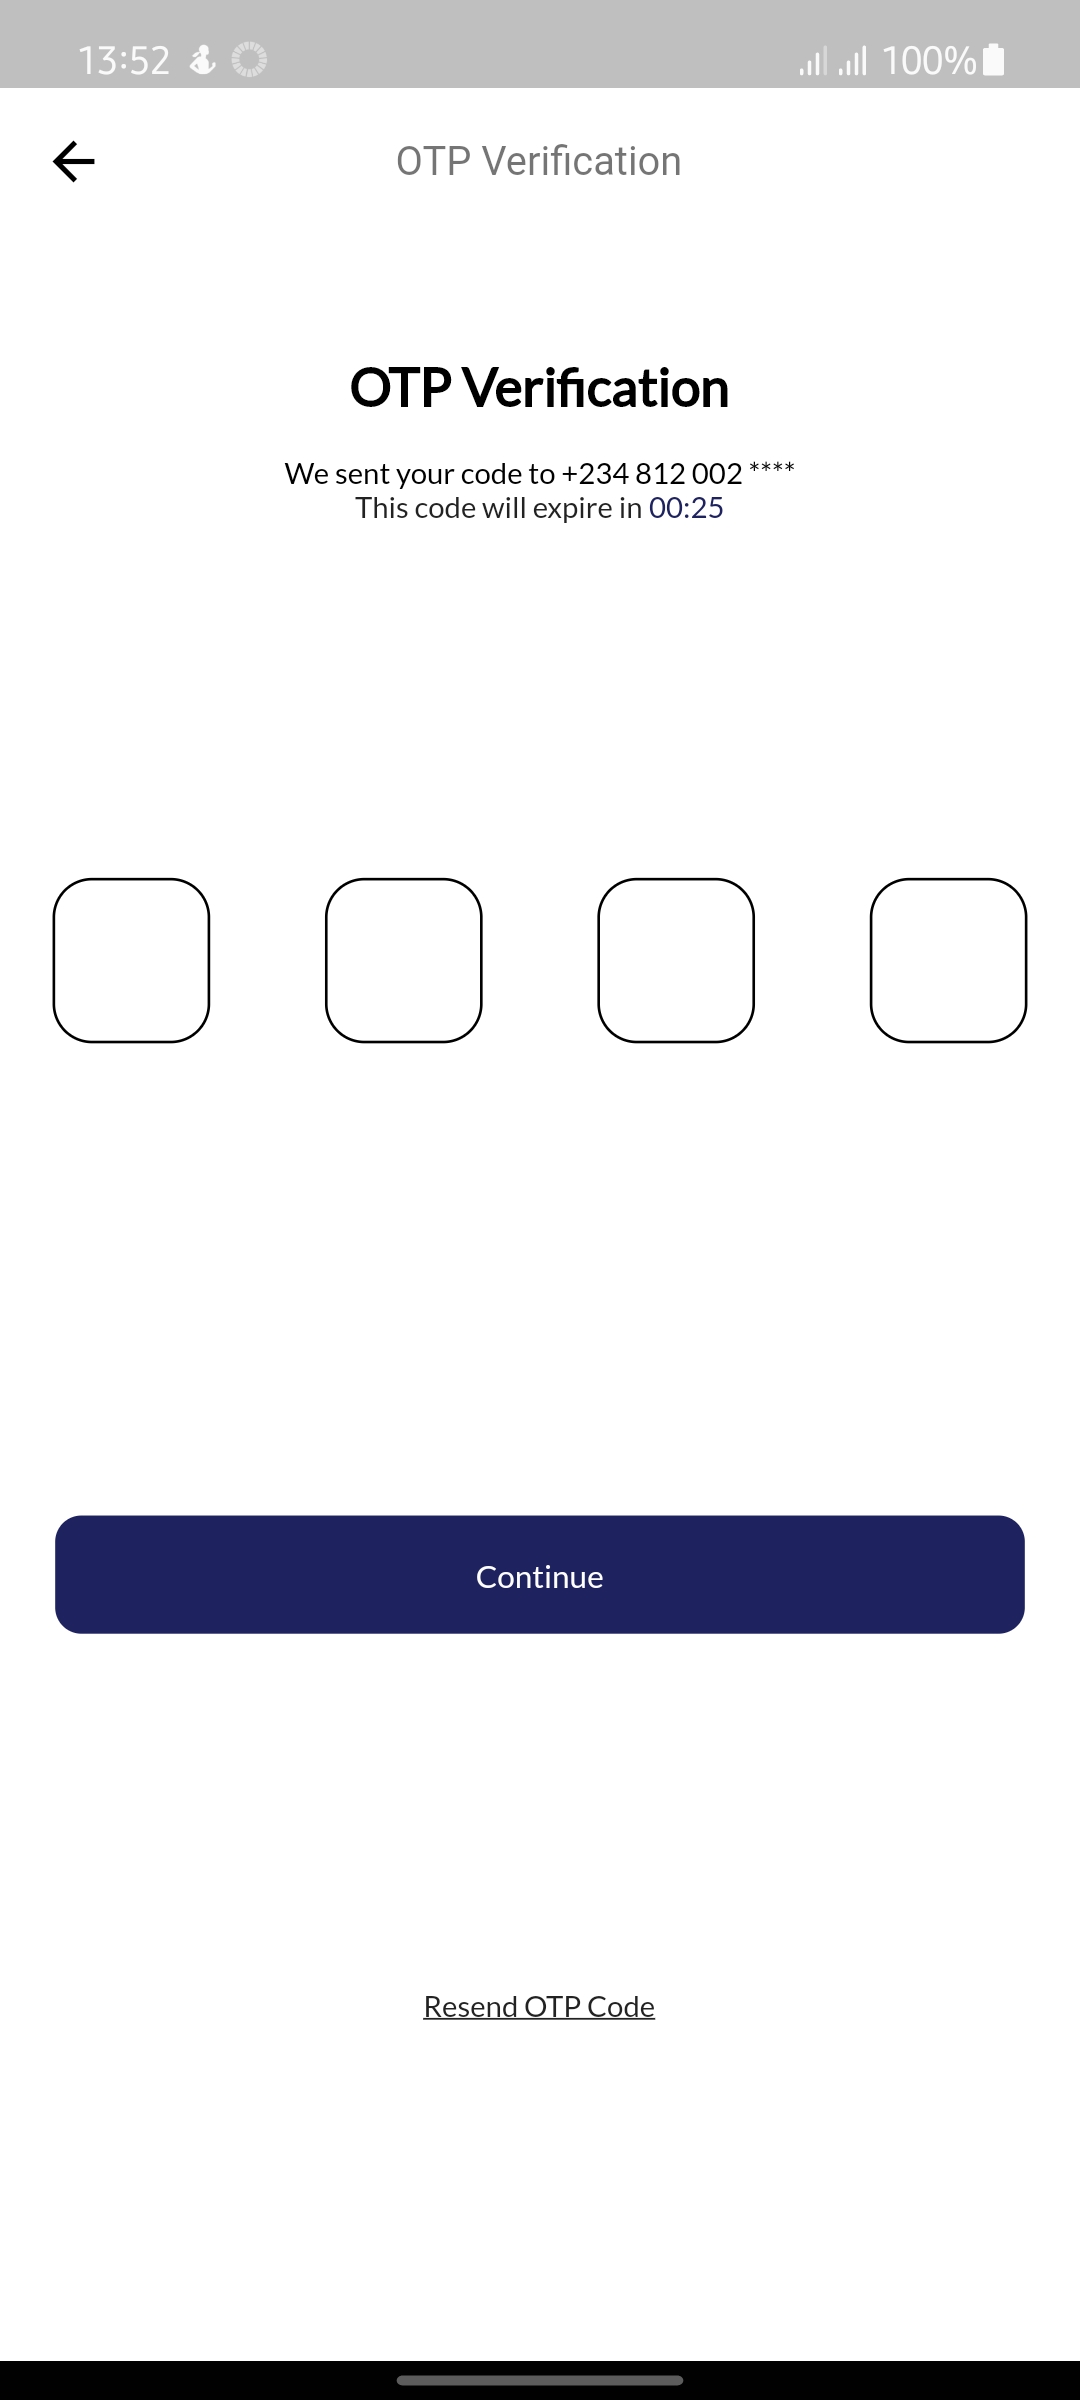 13:52
100%
OTP Verification
OTP Verification
We sent your code to +234 812 002 ****
This code will expire in 00:25
Continue
Resend OTP Code